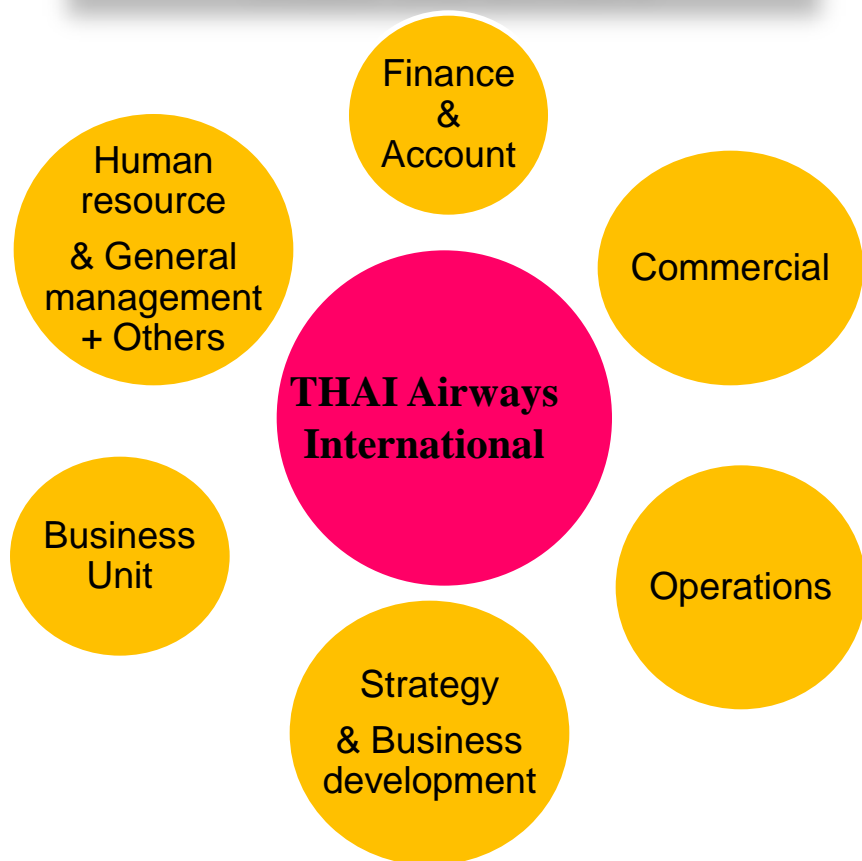 Finance
&
Account
Human
resource
& General
management
+ Others
Commercial
THAI Airways
International
Business
Unit
Operations
Strategy
& Business
development